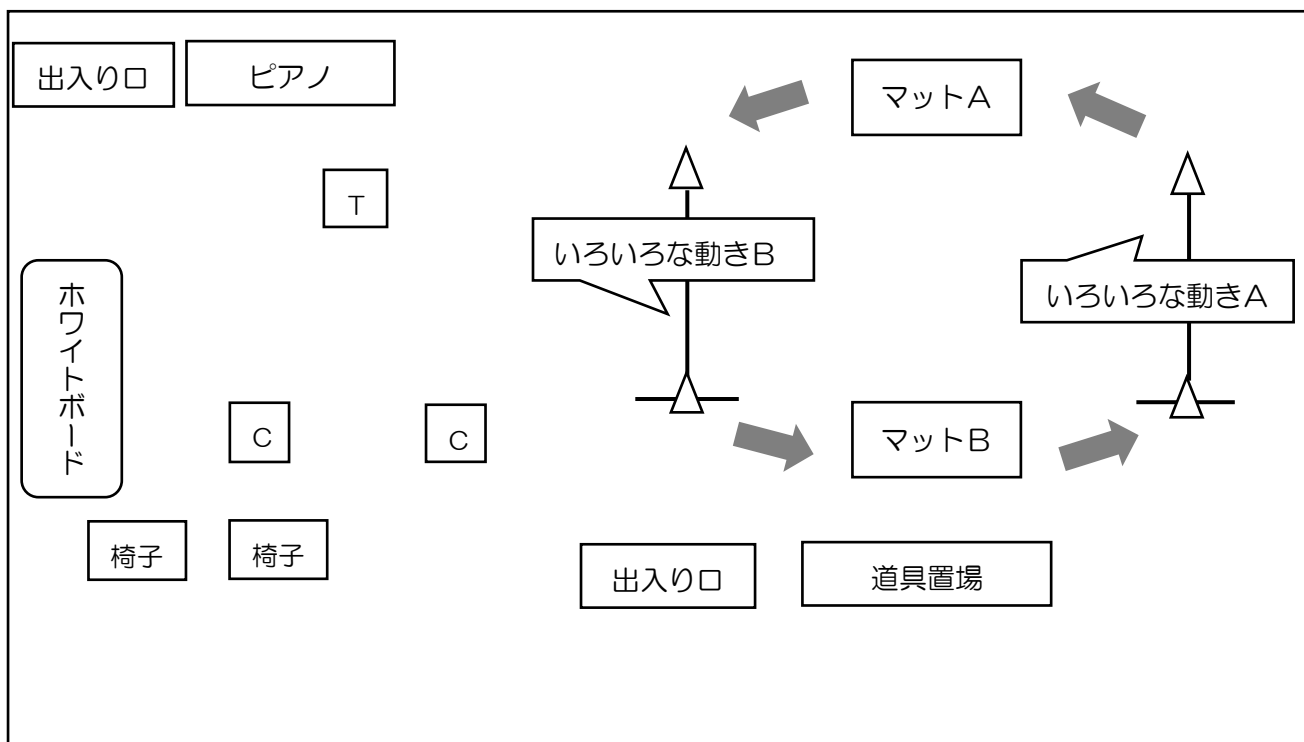 出入り口
ピアノ
マットA
T
いろいろな動きB
いろいろな動きA
ホワイトボード
C
C
マットB
椅子
椅子
出入り口
道具置場